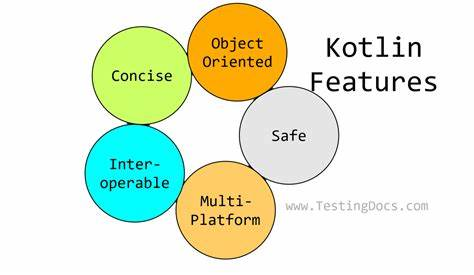 Kotlin
Features
Object
Oriented
Concise
Safe
Inter-
operable
Multi-
Platform
www.TestingDocs.com